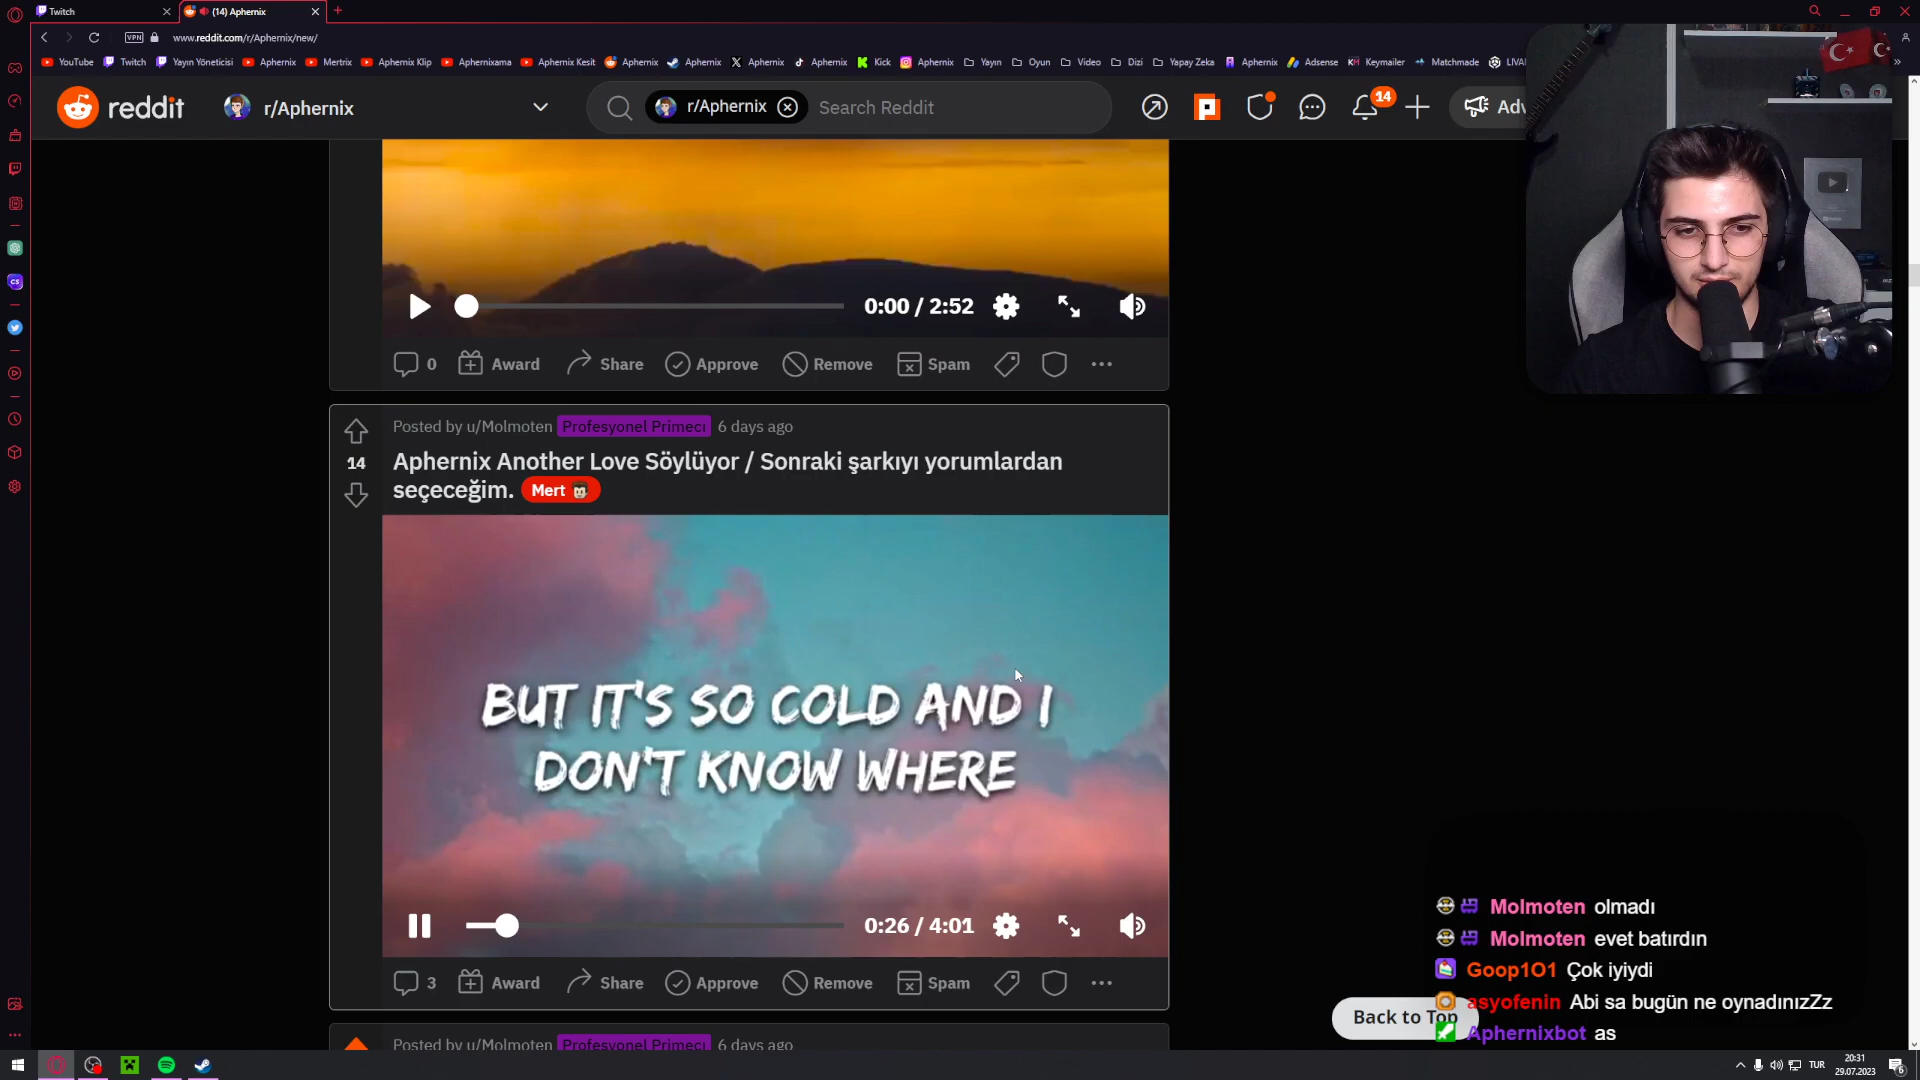 Twitch
(14) Aphernix
VPN
www.reddit.com/r/Aphernix/new/
YouTube
Twitch
Yayın Yöneticisi
Aphernix
Mertrix
Aphernix Klip
Aphernixama
Aphernix Kesit
Aphernix
Aphernix
Aphernix
Aphernix
Kick
Aphernix
Yayın
Oyun
Video
Dizi
Yapay Zeka
Aphernix
Adsense
Keymailer
Matchmade
reddit
r/Aphernix
r/Aphernix
Search Reddit
14
Adv
0:00 / 2:52
0 Award Share Approve Remove Spam
Posted by u/Molmoten Profesyonel Primecı 6 days ago
14
Aphernix Another Love Söylüyor / Sonraki şarkıyı yorumlardan
seçeceğim. Mert
BUT IT'S SO COLD AND I
DON'T KNOW WHERE
0:26 / 4:01
3 Award Share Approve Remove Spam
Posted by u/Molmoten Profesyonel Primecı 6 days ago
Back to Top
Molmoten olmadı
Molmoten evet batırdın
Goop1O1 Çok iyiydi
asyofenin Abi sa bugün ne oynadınızZz
Aphernixbot as
TUR
20:31
29.07.2023
6